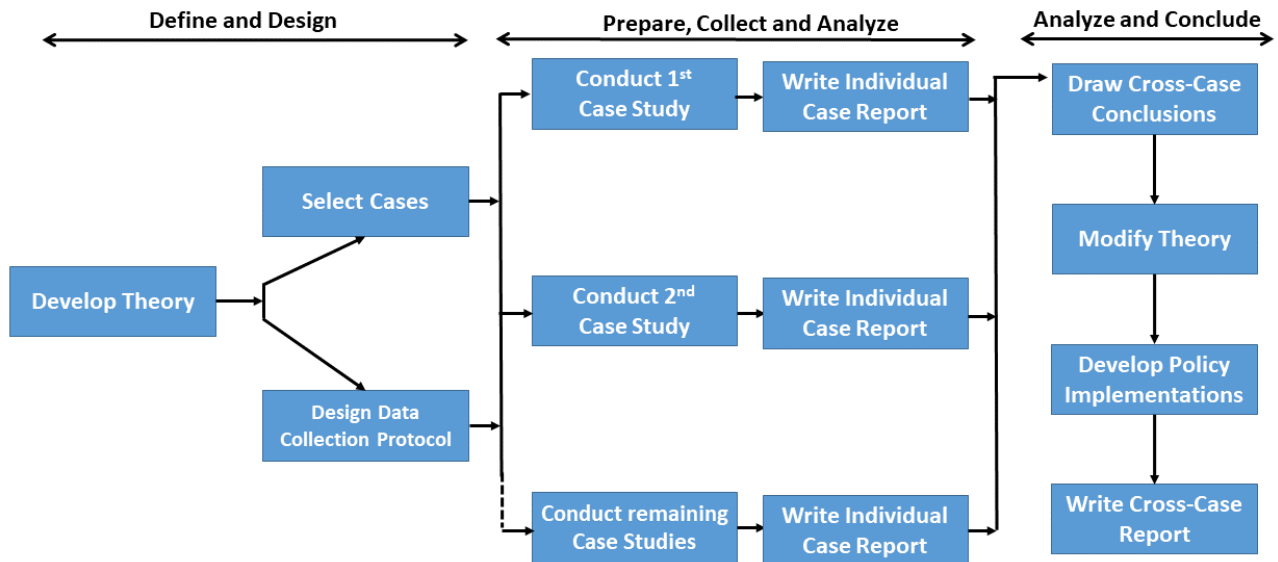 Define and Design
Prepare, Collect and Analyze
Analyze and Conclude
Develop Theory
Select Cases
Design Data
Collection Protocol
Conduct 1st
Case Study
Write Individual
Case Report
Conduct 2nd
Case Study
Write Individual
Case Report
Conduct remaining
Case Studies
Write Individual
Case Report
Draw Cross-Case
Conclusions
Modify Theory
Develop Policy
Implementations
Write Cross-Case
Report